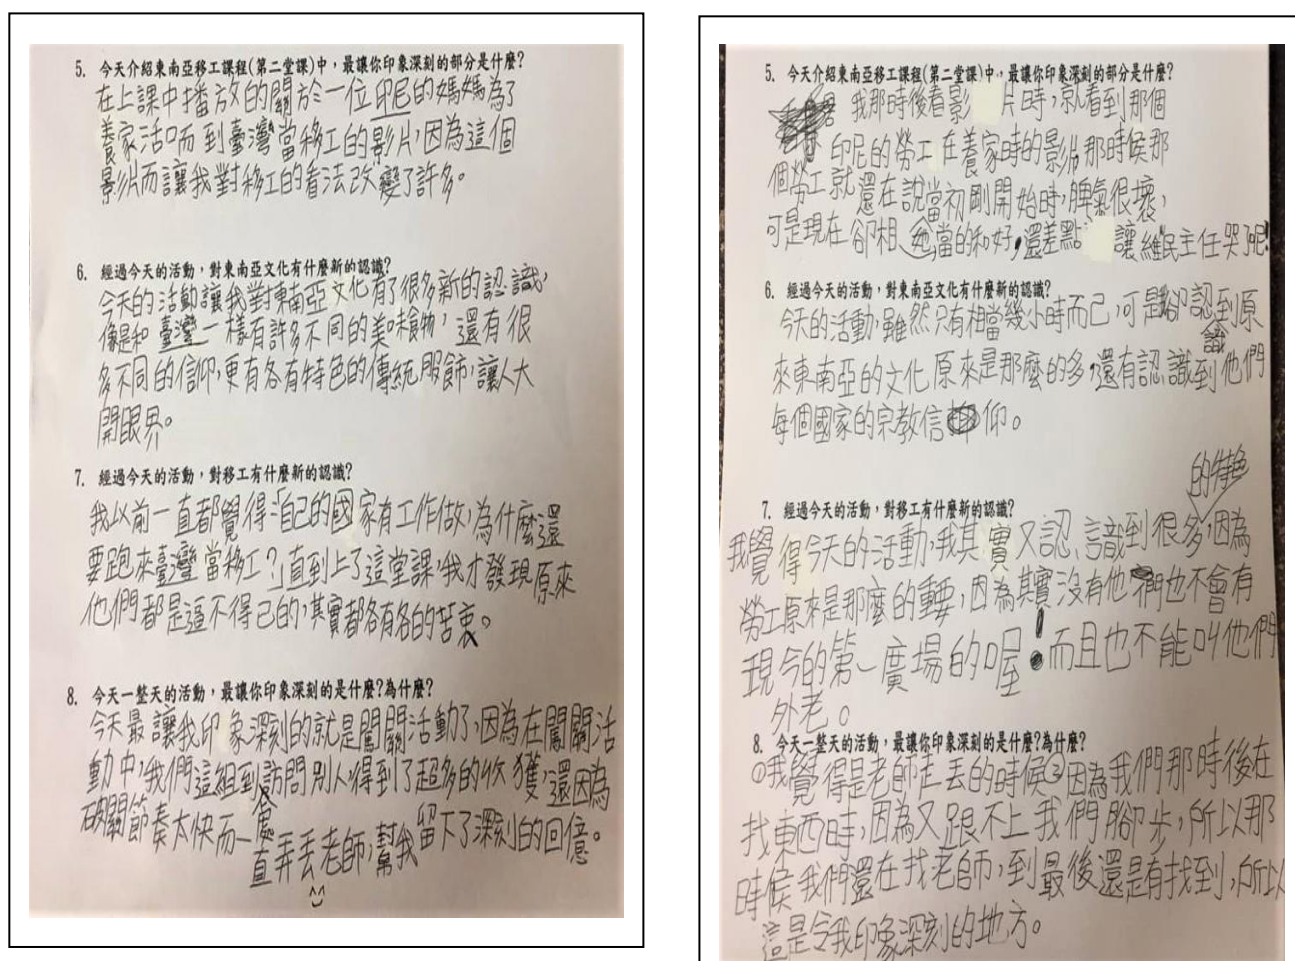 5. 今天介紹東南亞移工課程(第二堂課)中，最讓你印象深刻的部分是什麼?
在上課中播放的關於一位印尼的媽媽為了
養家活口而到臺灣當移工的影片，因為這個
影片而讓我對移工的看法改變了許多。
6. 經過今天的活動，對東南亞文化有什麼新的認識?
今天的活動讓我對東南亞文化有了很多新的認識，
像是和臺灣一樣有許多不同的美味食物，還有很
多不同的信仰，更有各有特色的傳統服飾，讓人大
開眼界。
7. 經過今天的活動，對移工有什麼新的認識?
我以前一直都覺得:「自己的國家有工作做，為什麼還
要跑來臺灣當移工?」直到上了這堂課，我才發現原來
他們都是逼不得已的，其實都各有各的苦衷。
8. 今天一整天的活動，最讓你印象深刻的是什麼?為什麼?
今天最讓我印象深刻的就是闖關活動了，因為在闖關活
動中，我們這組到處訪問別人得到了超多的收獲，還因為
破關節奏太快而一
直弄丟老師，幫我留下了深刻的回億。
5. 今天介紹東南亞移工課程(第二堂課)中，最讓你印象深刻的部分是什麼?
我那時後看影片時，就看到那個
印尼的勞工在養家時的影片那時候那
個勞工就還在說當初剛開始時，脾氣很壞，
可是現在卻相當的和好，還差點讓維民主任哭了呢!
6. 經過今天的活動，對東南亞文化有什麼新的認識?
今天的活動，雖然只有相當幾小時而已，可是卻認識到原
來東南亞的文化原來是那麼的多，還有認識到他們
每個國家的宗教信仰。
7. 經過今天的活動，對移工有什麼新的認識?
我覺得今天的活動，我其實又認識到很多的特色，因為
勞工原來是那麼的重要，因為其實沒有他們也不會有
現今的第一廣場的喔!而且也不能叫他們
外老。
8. 今天一整天的活動，最讓你印象深刻的是什麼?為什麼?
①我覺得是老師走丟的時候②因為我們那時後在
找東西時，因為又跟不上我們腳步，所以那
時候我們還在找老師，到最後還是有找到，所以
這是令我印象深刻的地方。